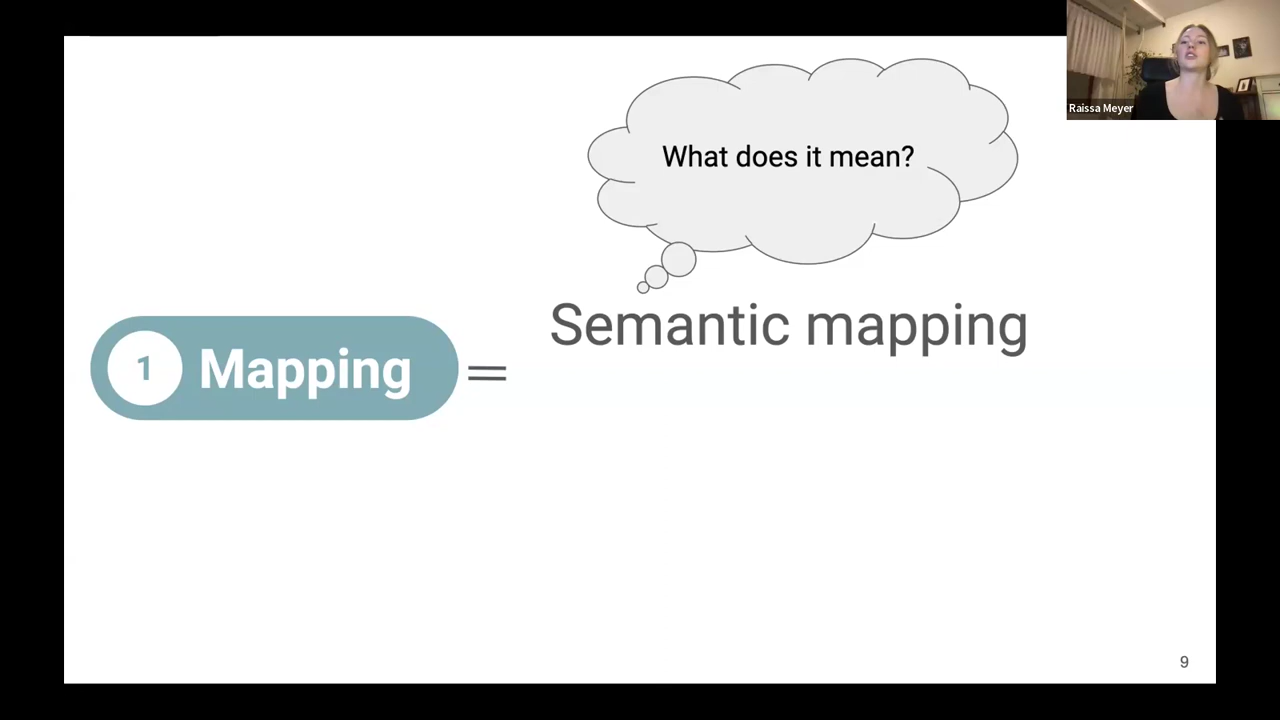 Raissa Meyer
What does it mean?
Semantic mapping
1 Mapping =
9